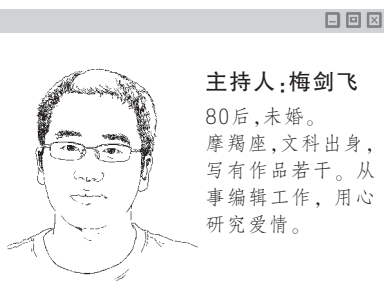 主持人:梅剑飞
80后,未婚。
摩羯座,文科出身,
写有作品若干。从
事编辑工作，用心
研究爱情。